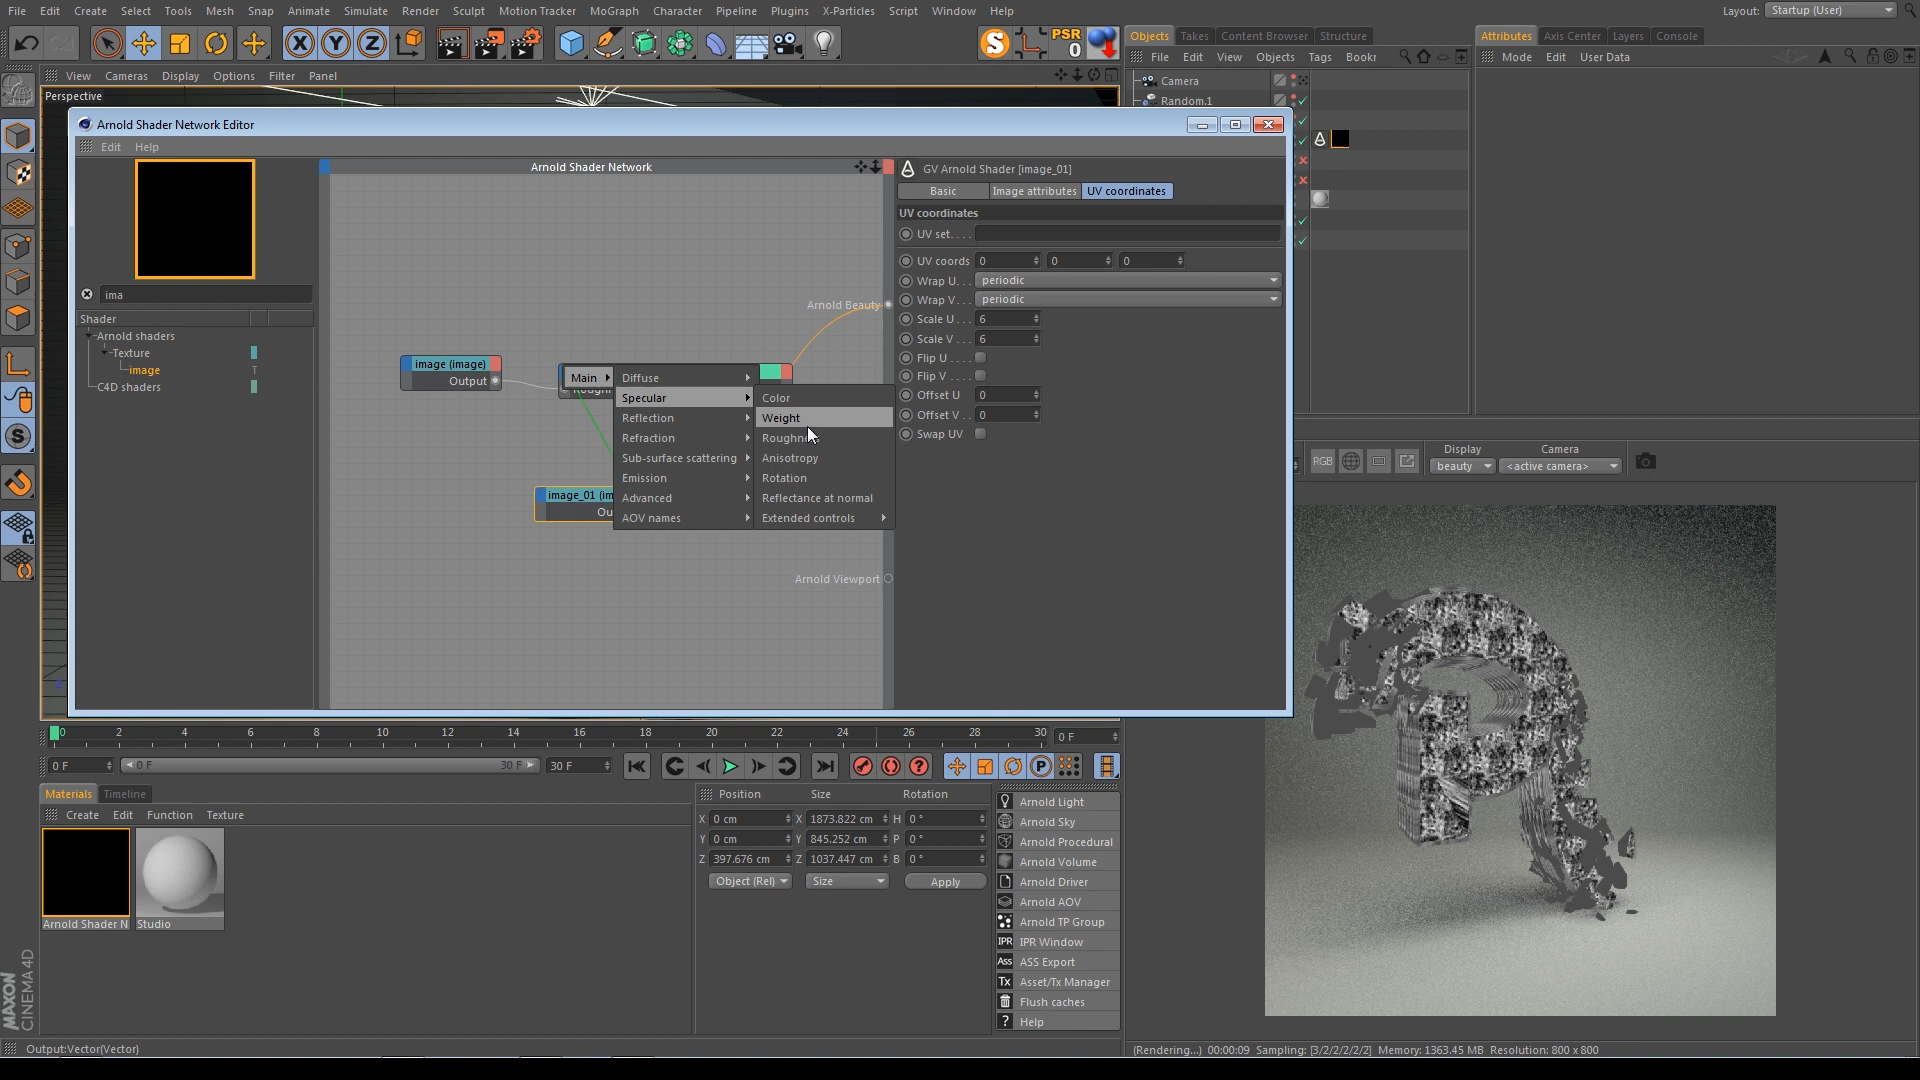 File Edit Create Select Tools Mesh Snap Animate Simulate Render Sculpt Motion Tracker MoGraph Character Pipeline Plugins X-Particles Script Window Help
Layout: Startup (User)
X Y Z
S PSR 0
Objects Takes Content Browser Structure
Attributes Axis Center Layers Console
File Edit View Objects Tags Bookr
Mode Edit User Data
View Cameras Display Options Filter Panel
Perspective
Camera
Random.1
Arnold Shader Network Editor
Edit Help
Arnold Shader Network
GV Arnold Shader [image_01]
Basic Image attributes UV coordinates
UV coordinates
UV set. . . .
UV coords 0 0 0
Wrap U. . . periodic
Wrap V. . . periodic
Scale U . . 6
Scale V . . 6
Flip U . . .
Flip V . . .
Offset U 0
Offset V . . 0
Swap UV
ima
Shader
Arnold shaders
Texture
image T
C4D shaders
Arnold Beauty
image (image)
Output
Main
Diffuse
Specular
Reflection
Refraction
Sub-surface scattering
Emission
Advanced
AOV names
Color
Weight
Anisotropy
Rotation
Reflectance at normal
Extended controls
image_01 (im
Ou
Arnold Viewport
RGB
Display Camera
beauty <active camera>
0 2 4 6 8 10 12 14 16 18 20 22 24 26 28 30 0 F
0 F 0 F 30 F 30 F
P
Materials Timeline
Create Edit Function Texture
Arnold Shader N Studio
Position Size Rotation
X 0 cm X 1873.822 cm H 0 °
Y 0 cm Y 845.252 cm P 0 °
Z 397.676 cm Z 1037.447 cm B 0 °
Object (Rel) Size Apply
Arnold Light
Arnold Sky
Arnold Procedural
Arnold Volume
Arnold Driver
Arnold AOV
Arnold TP Group
IPR IPR Window
Ass ASS Export
Tx Asset/Tx Manager
Flush caches
? Help
MAXON
CINEMA 4D
Output:Vector(Vector)
(Rendering...) 00:00:09 Sampling: [3/2/2/2/2/2] Memory: 1363.45 MB Resolution: 800 x 800